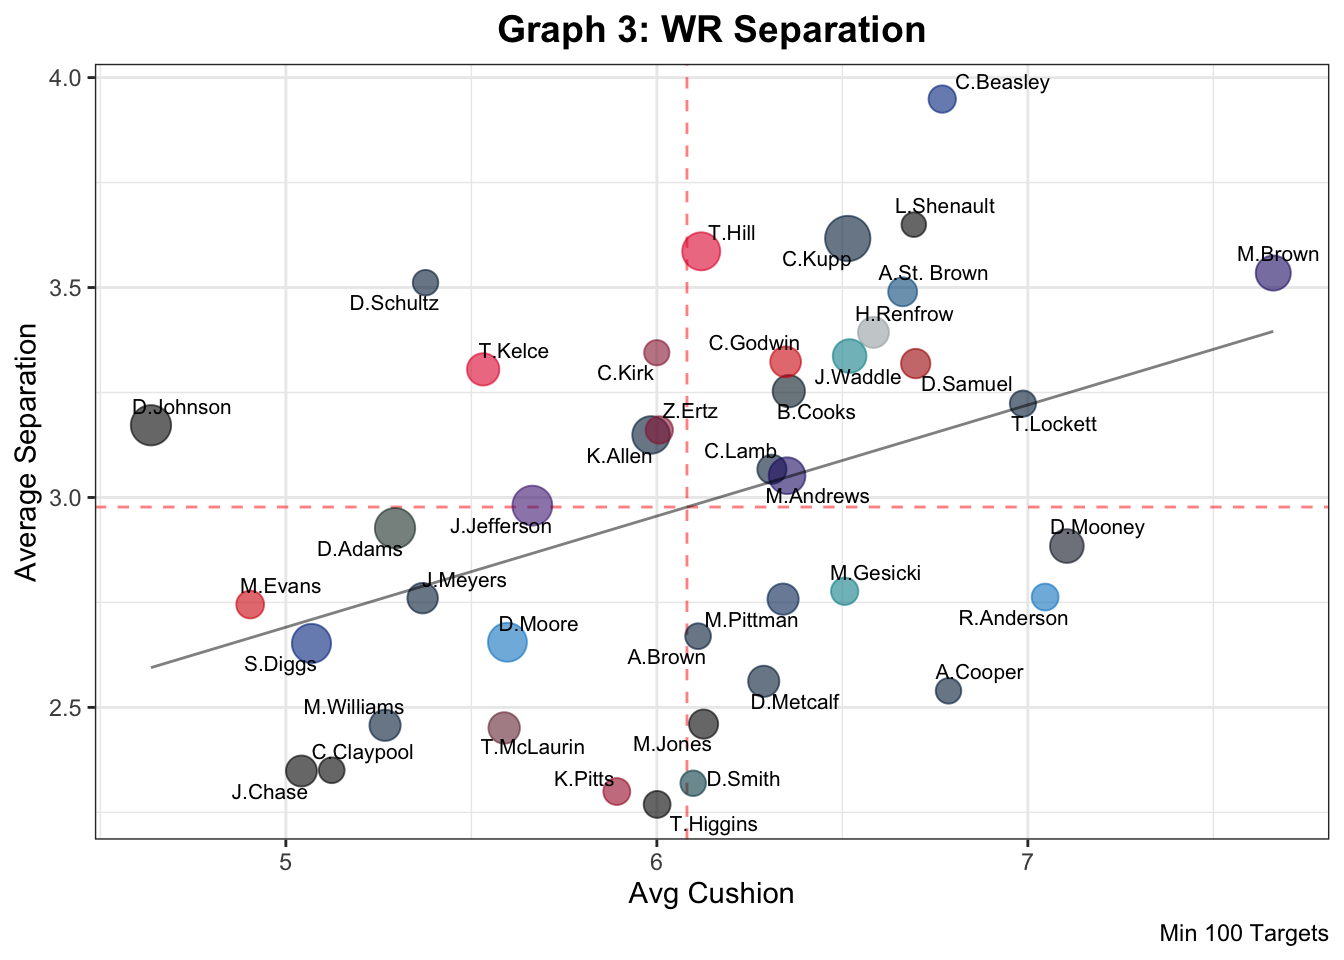 Graph 3: WR Separation
4.0
C.Beasley
L.Shenault
T.Hill
C.Kupp
M.Brown
A.St. Brown
3.5
D.Schultz
H.Renfrow
C.Godwin
T.Kelce
C.Kirk
J.Waddle
D.Samuel
D.Johnson
Z.Ertz
B.Cooks
T.Lockett
K.Allen
C.Lamb
M.Andrews
3.0
J.Jefferson
D.Mooney
D.Adams
Average Separation
M.Evans
J.Meyers
M.Gesicki
D.Moore
M.Pittman
R.Anderson
S.Diggs
A.Brown
A.Cooper
M.Williams
D.Metcalf
2.5
T.McLaurin
M.Jones
C.Claypool
J.Chase
K.Pitts
D.Smith
T.Higgins
5
6
7
Avg Cushion
Min 100 Targets